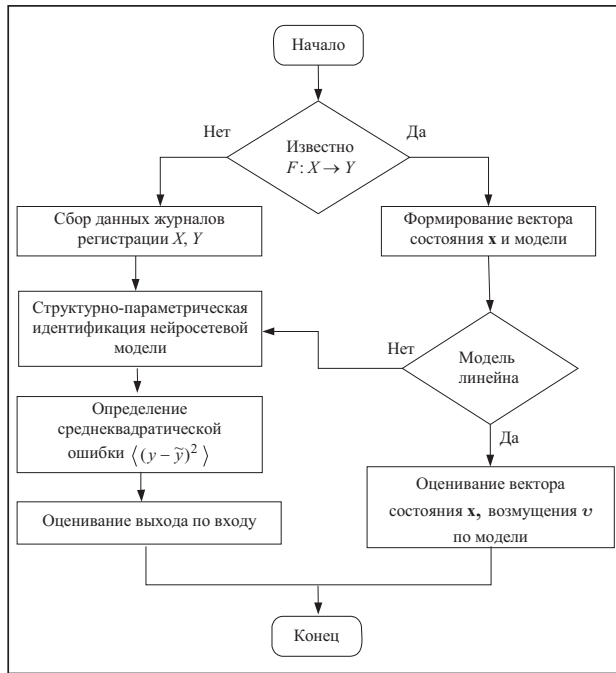 Начало
Нет
Да
Известно
F: X → Y
Сбор данных журналов
регистрации X, Y
Формирование вектора
состояния x и модели
Структурно-параметрическая
идентификация нейросетевой
модели
Нет
Модель
линейна
Определение
среднеквадратической
ошибки ⟨(y − ỹ)²⟩
Да
Оценивание выхода по входу
Оценивание вектора
состояния x, возмущения υ
по модели
Конец